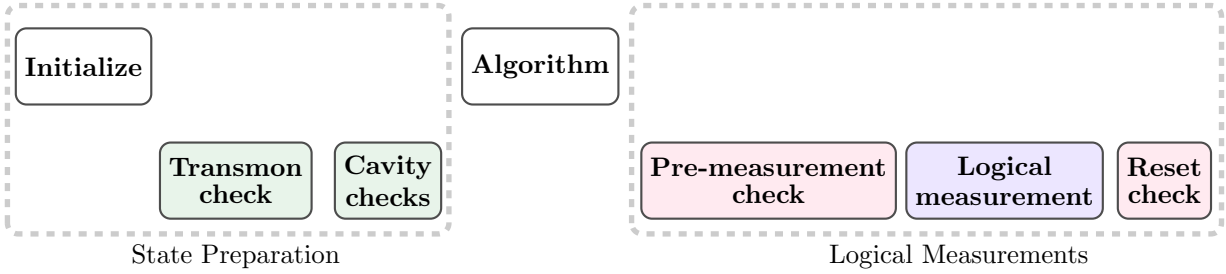 Initialize
Algorithm
Transmon
check
Cavity
checks
Pre-measurement
check
Logical
measurement
Reset
check
State Preparation
Logical Measurements